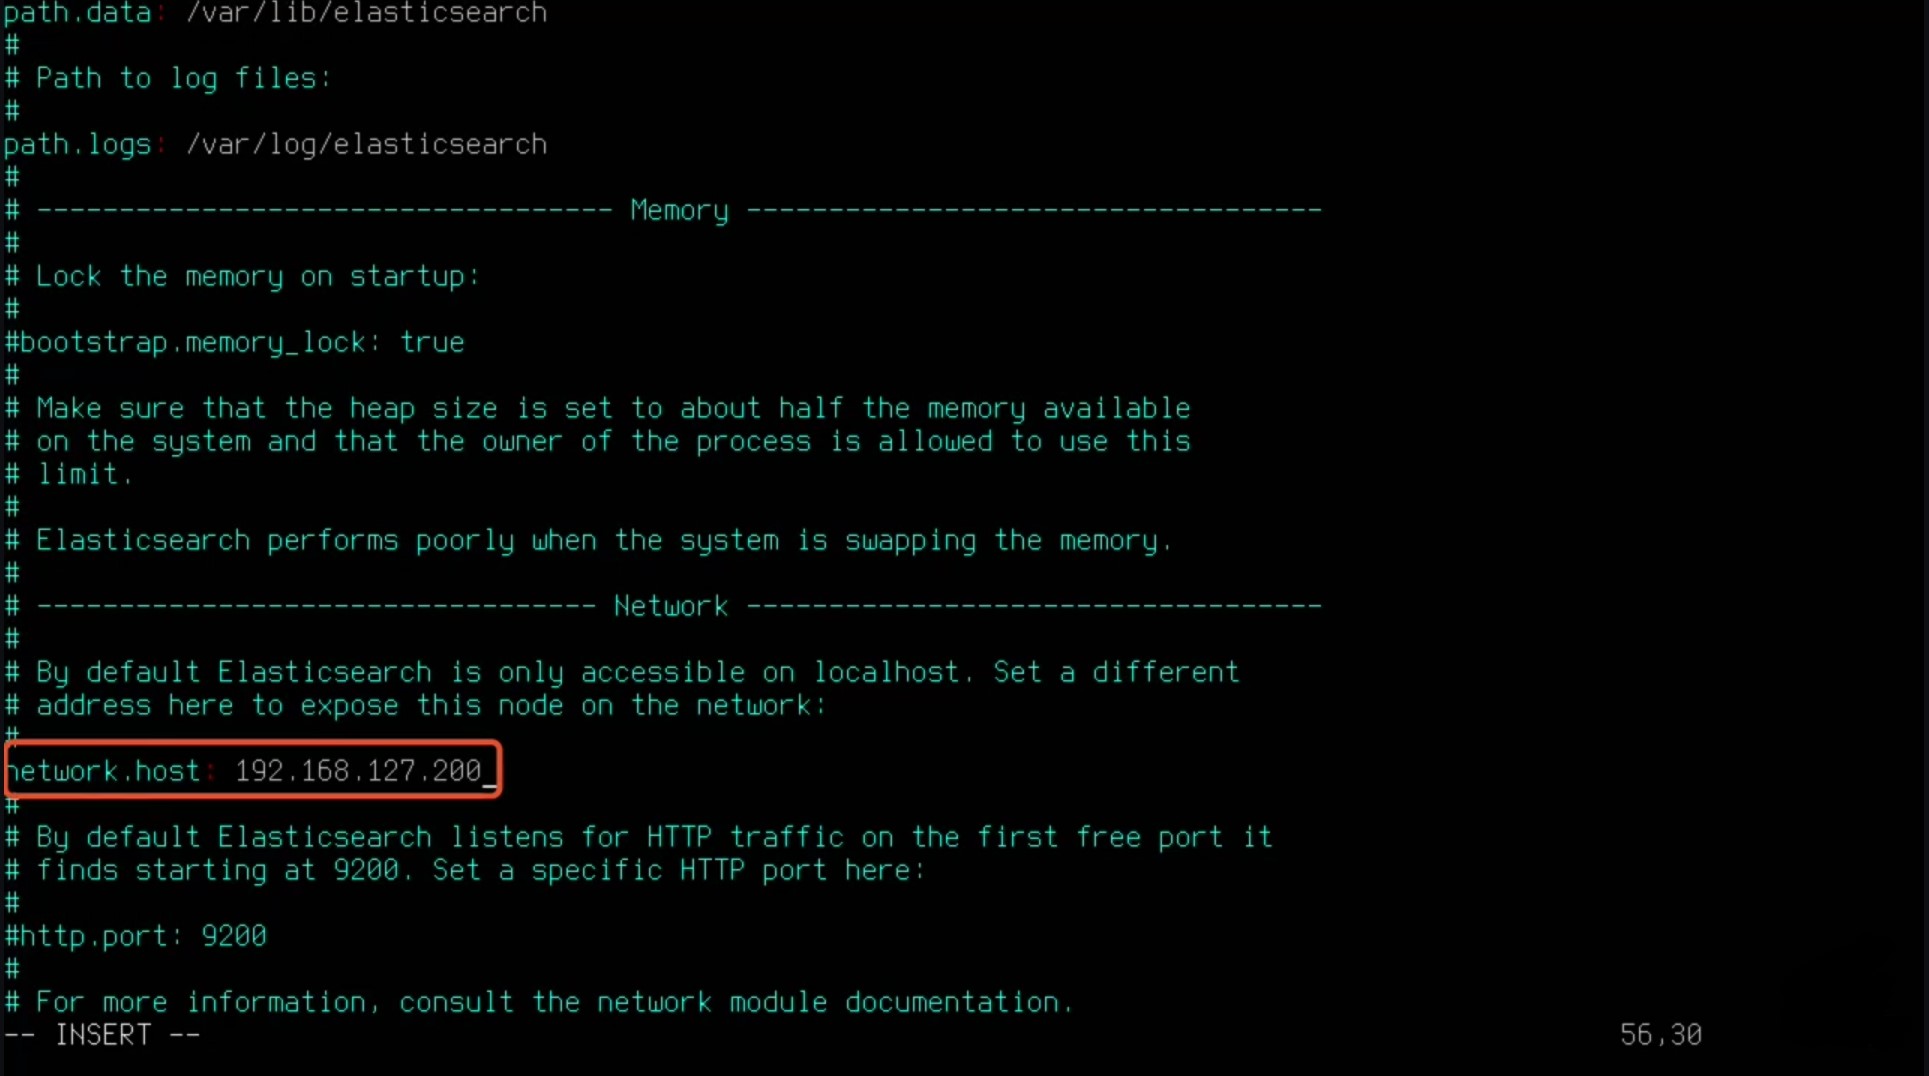 path.data: /var/lib/elasticsearch
#
# Path to log files:
#
path.logs: /var/log/elasticsearch
#
# ----------------------------------- Memory -----------------------------------
#
# Lock the memory on startup:
#
#bootstrap.memory_lock: true
#
# Make sure that the heap size is set to about half the memory available
# on the system and that the owner of the process is allowed to use this
# limit.
#
# Elasticsearch performs poorly when the system is swapping the memory.
#
# ---------------------------------- Network -----------------------------------
#
# By default Elasticsearch is only accessible on localhost. Set a different
# address here to expose this node on the network:
#
network.host: 192.168.127.200_
#
# By default Elasticsearch listens for HTTP traffic on the first free port it
# finds starting at 9200. Set a specific HTTP port here:
#
#http.port: 9200
#
# For more information, consult the network module documentation.
-- INSERT -- 56,30